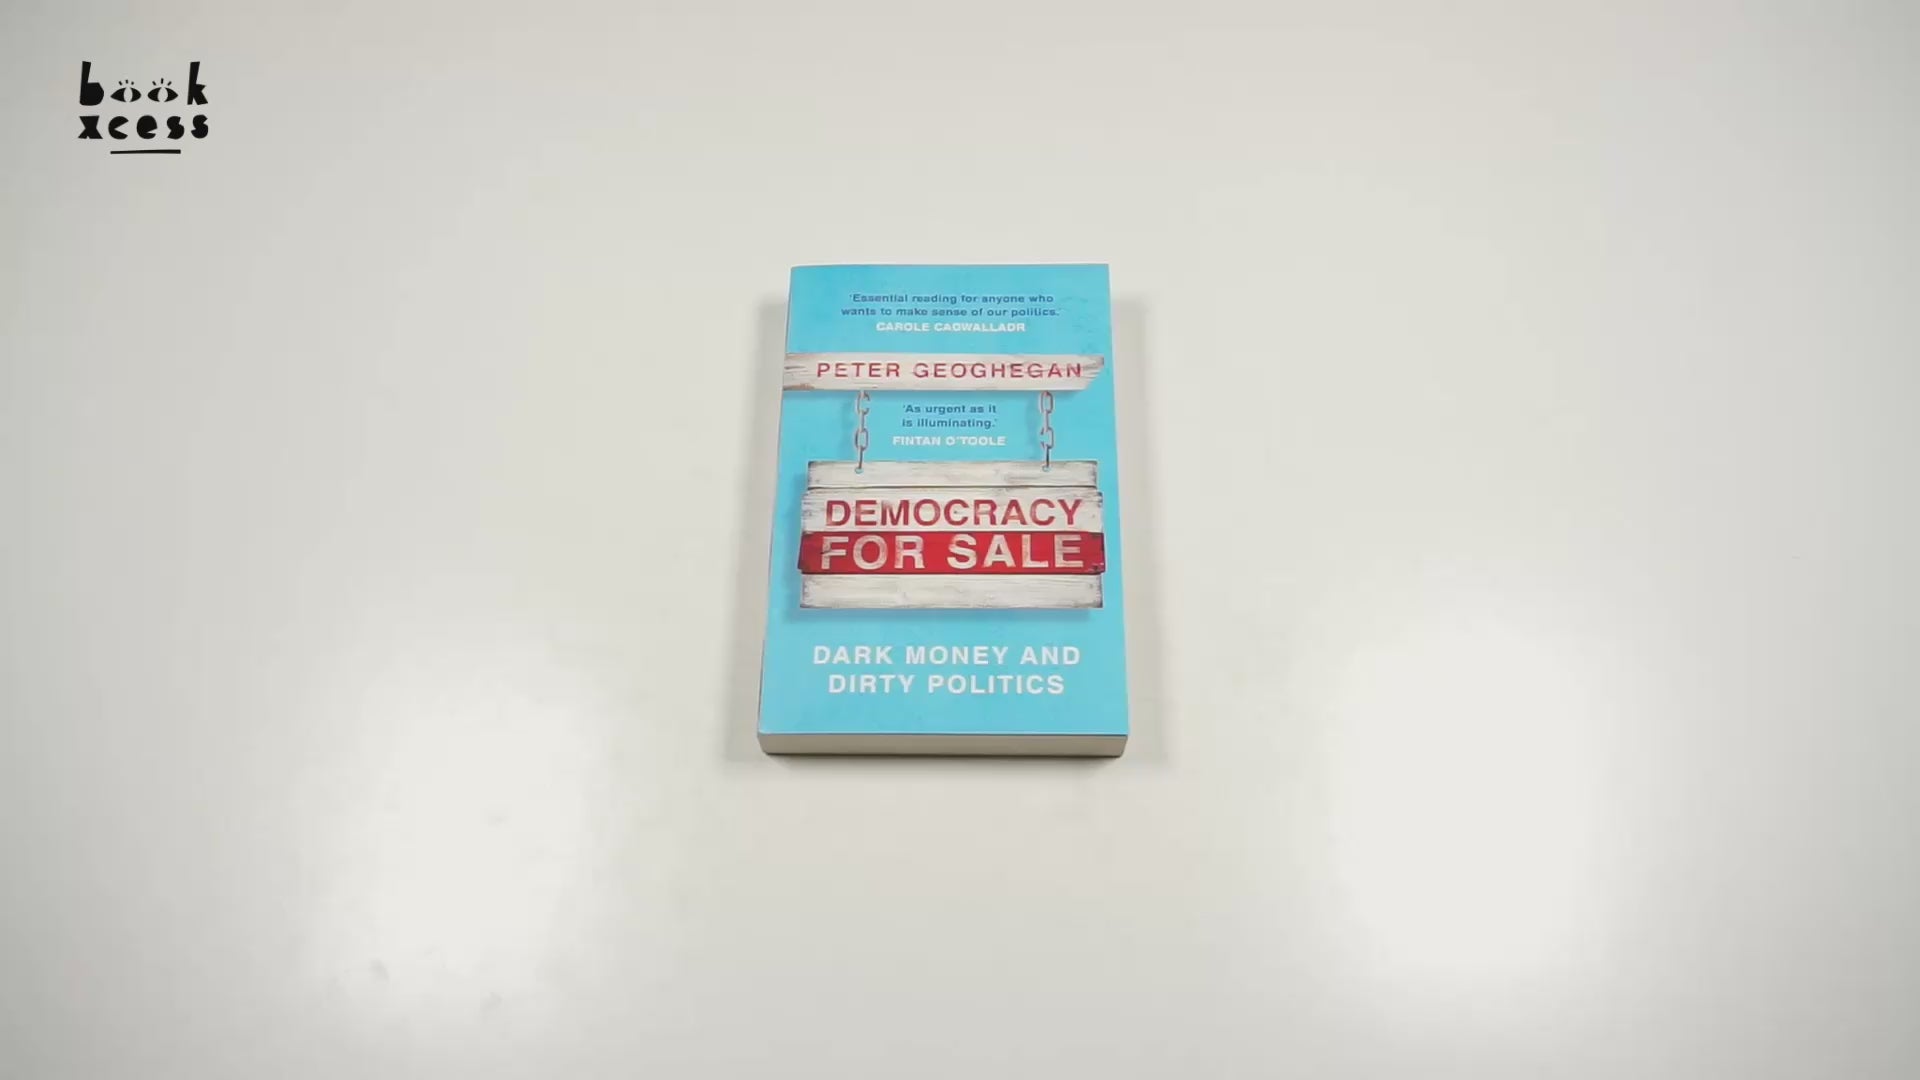 book
xcess
'Essential reading for anyone who
wants to make sense of our politics.'
CAROLE CADWALLADR
PETER GEOGHEGAN
'As urgent as it
is illuminating.'
FINTAN O'TOOLE
DEMOCRACY
FOR SALE
DARK MONEY AND
DIRTY POLITICS